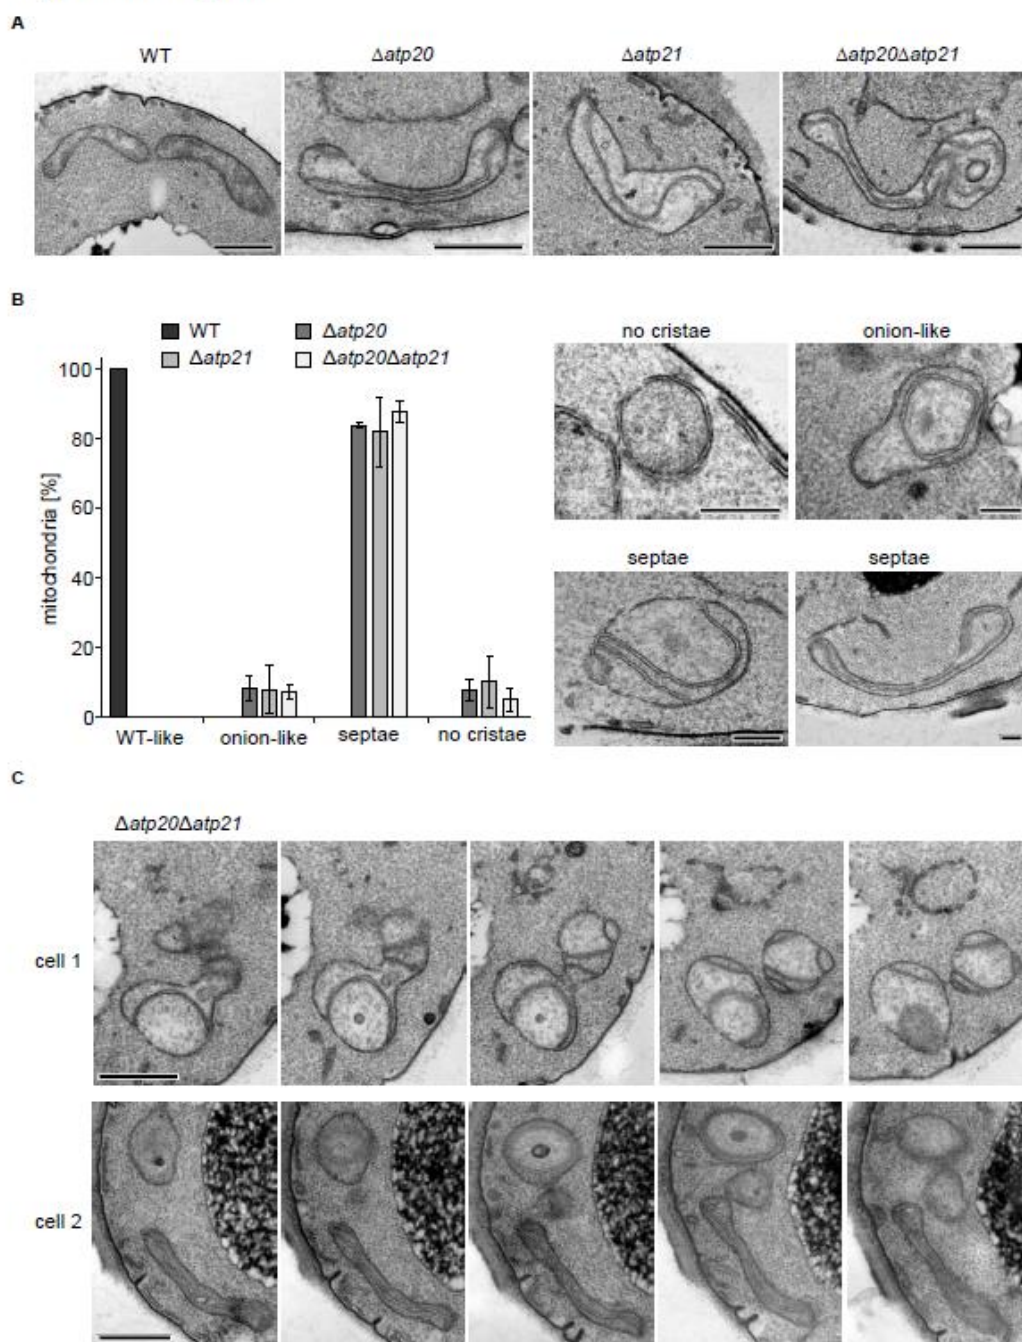 A
WT Δatp20 Δatp21 Δatp20Δatp21
B
WT Δatp20
Δatp21 Δatp20Δatp21
mitochondria [%]
100
80
60
40
20
0
WT-like onion-like septae no cristae
no cristae onion-like
septae septae
C
Δatp20Δatp21
cell 1
cell 2